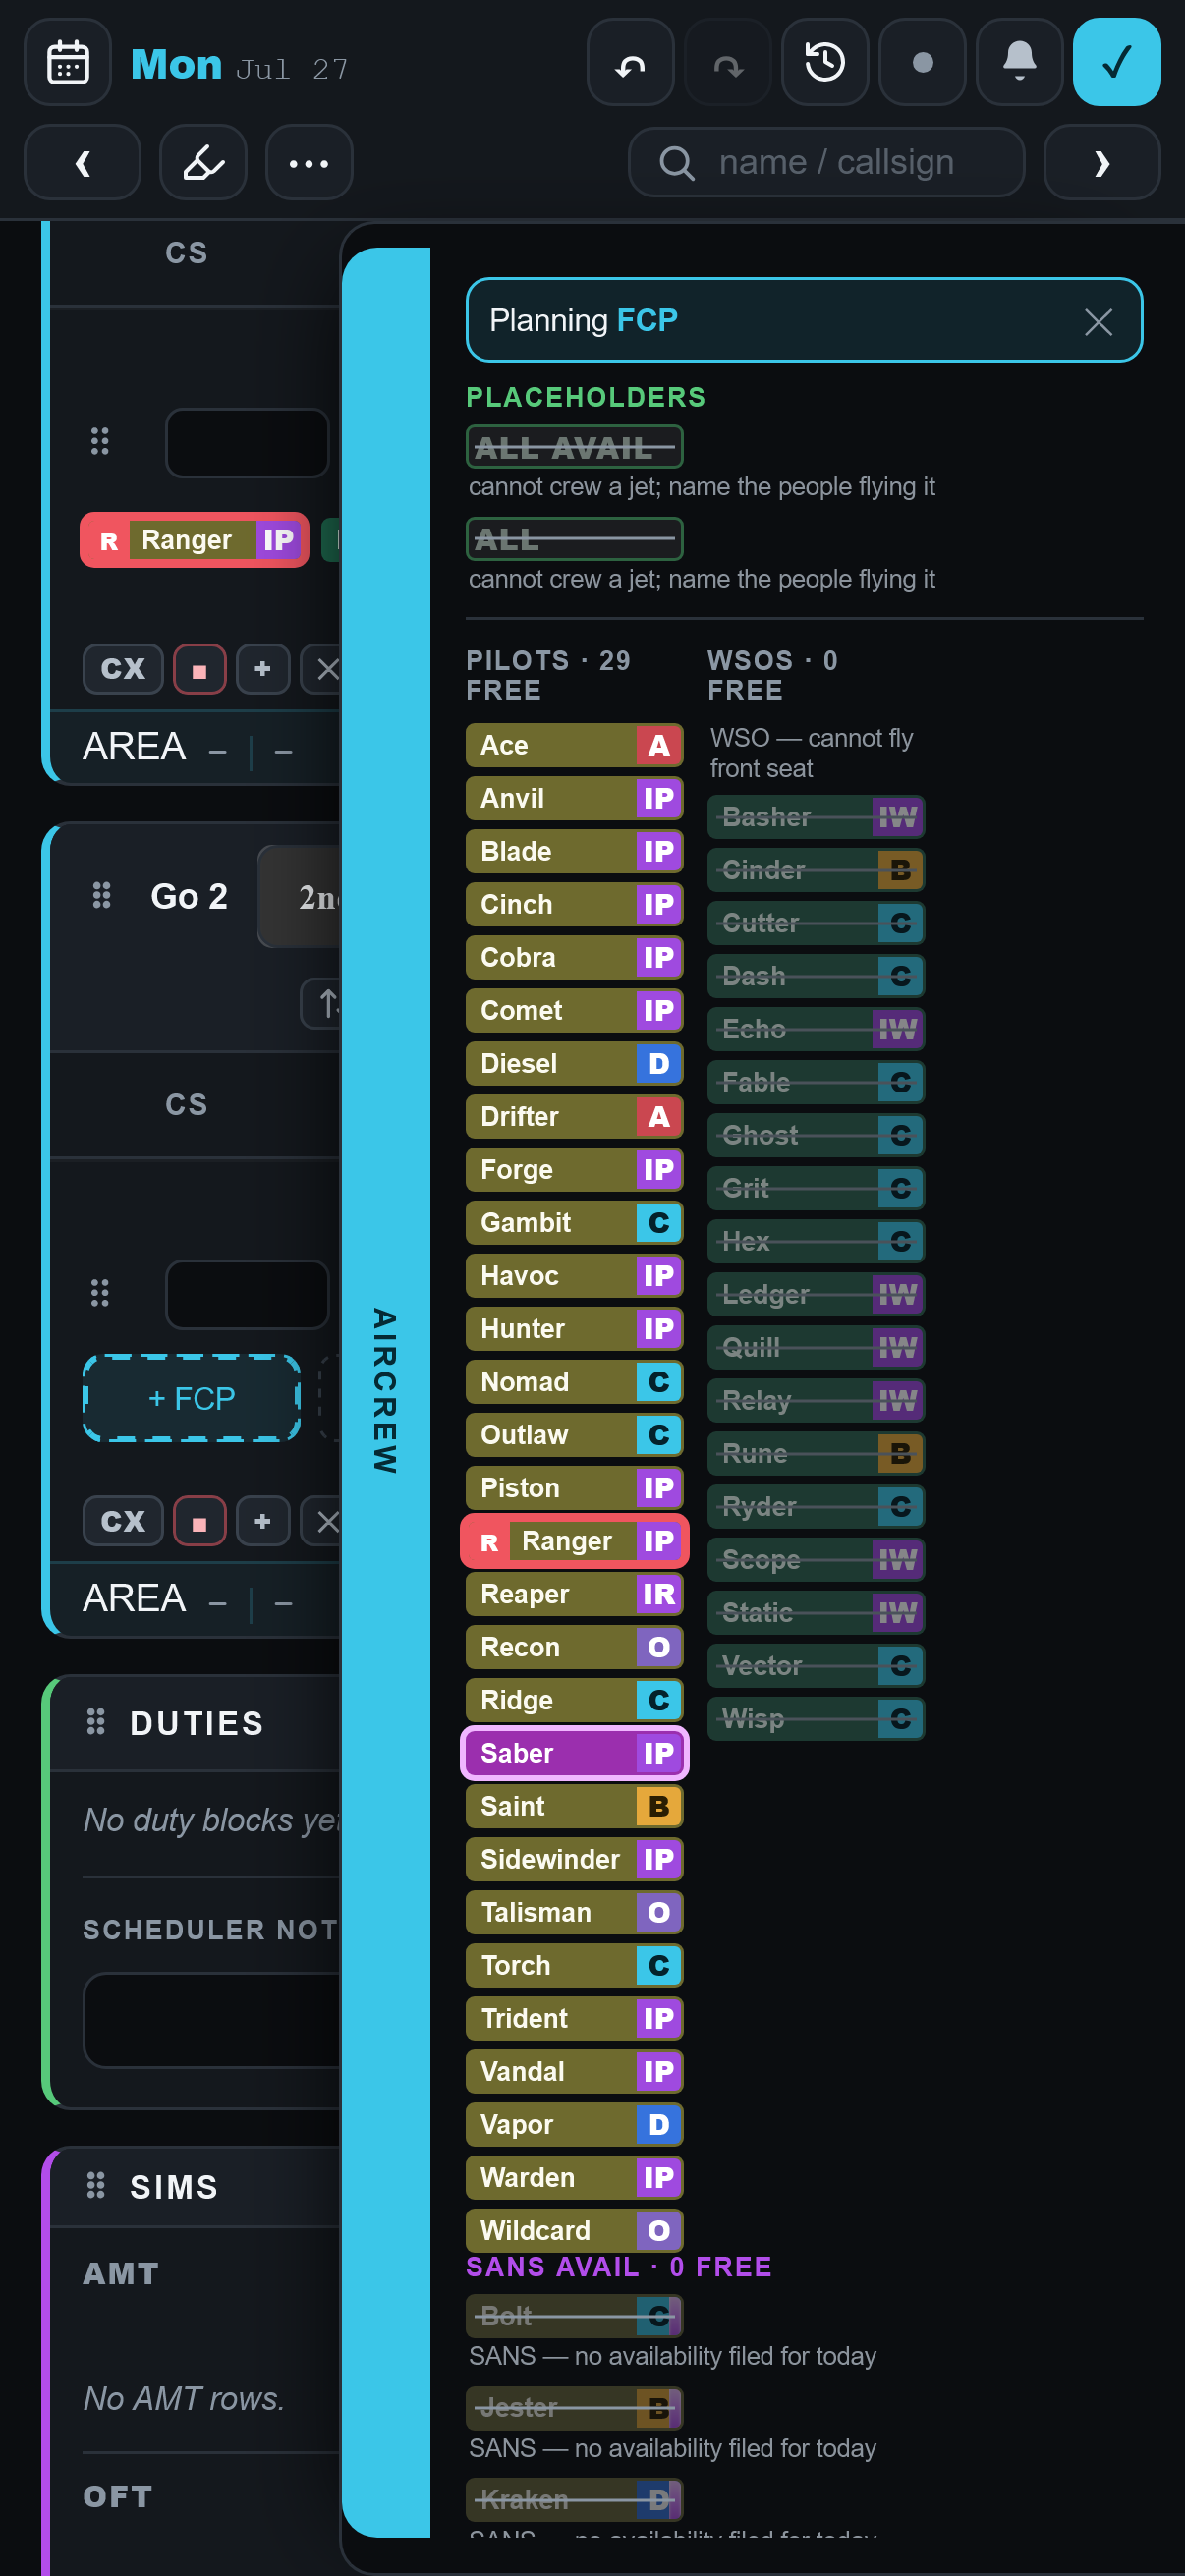 Mon Jul 27
name / callsign
CS
R Ranger IP
CX + 
AREA – | –
Go 2
CS
+ FCP
CX +
AREA – | –
DUTIES
No duty blocks yet
SCHEDULER
SIMS
AMT
No AMT rows.
OFT
AIRCREW
Planning FCP
PLACEHOLDERS
ALL AVAIL
cannot crew a jet; name the people flying it
ALL
cannot crew a jet; name the people flying it
PILOTS · 29
FREE
Ace A
Anvil IP
Blade IP
Cinch IP
Cobra IP
Comet IP
Diesel D
Drifter A
Forge IP
Gambit C
Havoc IP
Hunter IP
Nomad C
Outlaw C
Piston IP
R Ranger IP
Reaper IR
Recon O
Ridge C
Saber IP
Saint B
Sidewinder IP
Talisman O
Torch C
Trident IP
Vandal IP
Vapor D
Warden IP
Wildcard O
WSOS · 0
FREE
WSO — cannot fly
front seat
Basher IW
Cinder B
Cutter C
Dash C
Echo IW
Fable C
Ghost C
Grit C
Hex C
Ledger IW
Quill IW
Relay IW
Rune B
Ryder C
Scope IW
Static IW
Vector C
Wisp C
SANS AVAIL · 0 FREE
Bolt C
SANS — no availability filed for today
Jester B
SANS — no availability filed for today
Kraken D
SANS — no availability filed for today